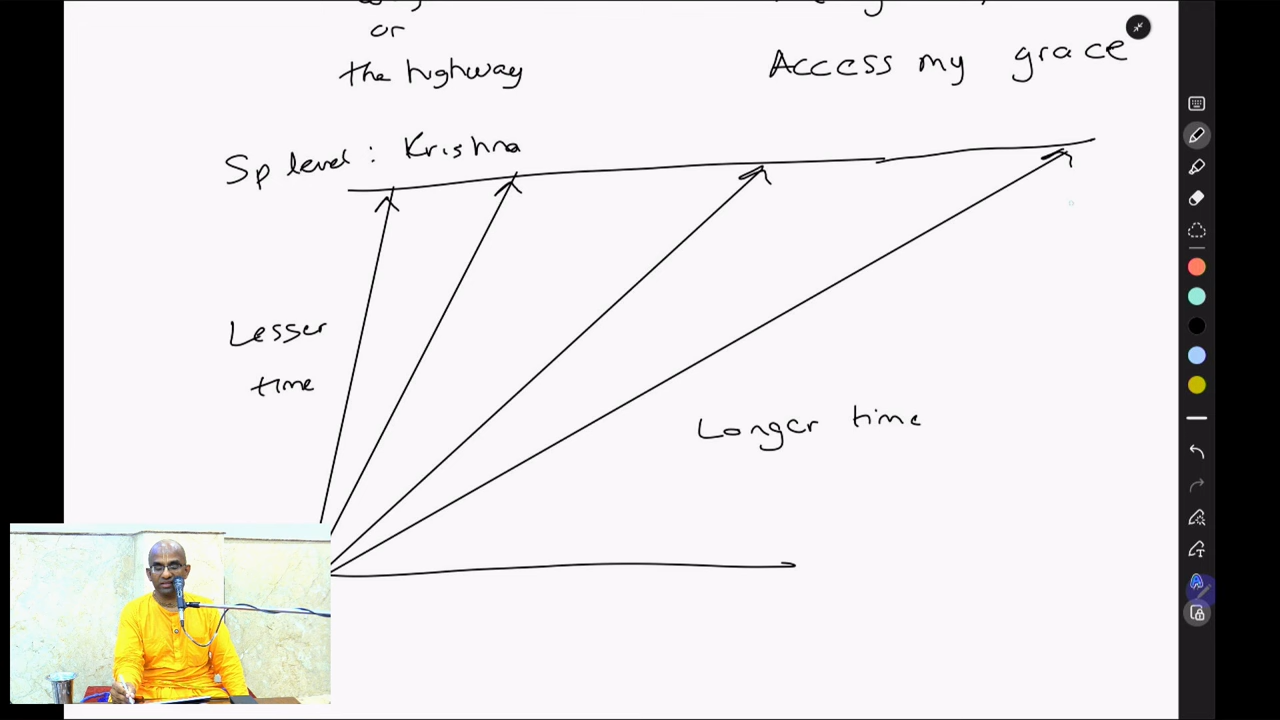 or
the highway
Access my grace
Sp level : Krishna
Lesser
time
Longer time